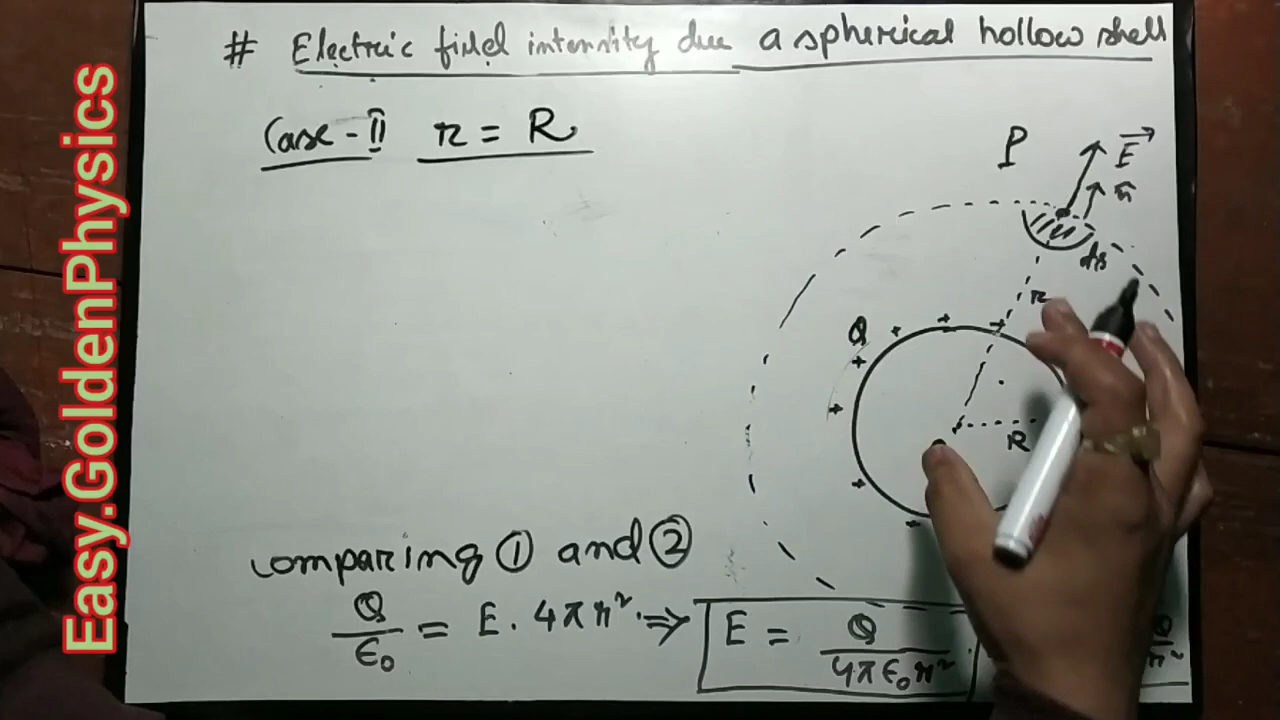 # Electric field intensity due a spherical hollow shell
Case - II r = R
P
E
n
ds
r
Q
+ + + + + + +
R
comparing ① and ②
Q/ϵ₀ = E . 4πr² ⇒ E = Q/4πϵ₀r²
Easy.GoldenPhysics